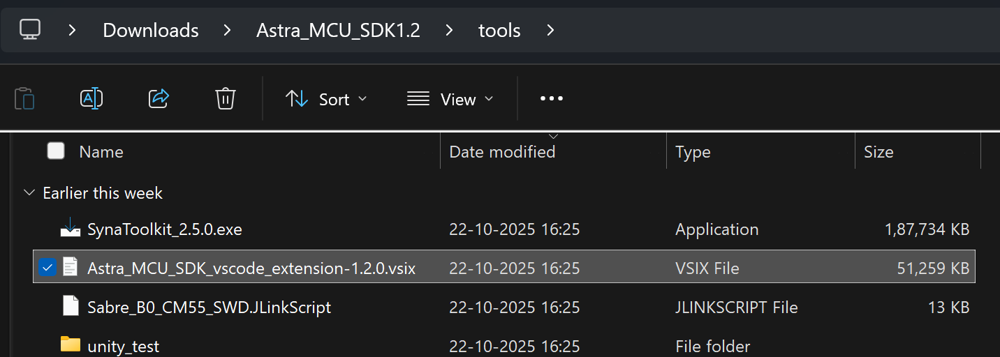 Downloads Astra_MCU_SDK1.2 tools
Sort View
Name Date modified Type Size
Earlier this week
SynaToolkit_2.5.0.exe 22-10-2025 16:25 Application 1,87,734 KB
Astra_MCU_SDK_vscode_extension-1.2.0.vsix 22-10-2025 16:25 VSIX File 51,259 KB
Sabre_B0_CM55_SWD.JLinkScript 22-10-2025 16:25 JLINKSCRIPT File 13 KB
unity_test 22-10-2025 16:25 File folder